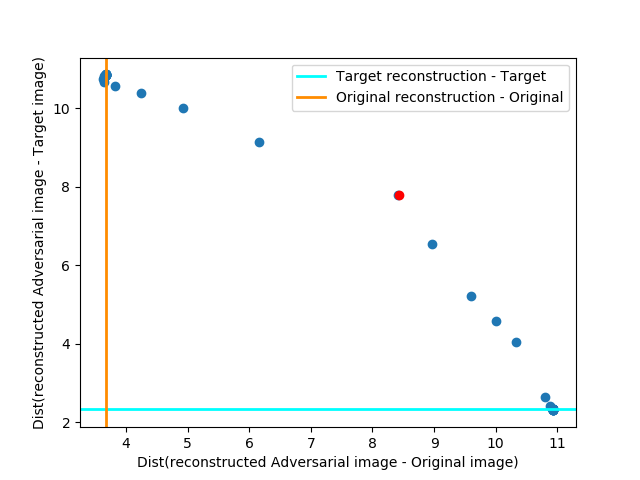 Target reconstruction - Target
Original reconstruction - Original
Dist(reconstructed Adversarial image - Target image)
10
8
6
4
2
4 5 6 7 8 9 10 11
Dist(reconstructed Adversarial image - Original image)